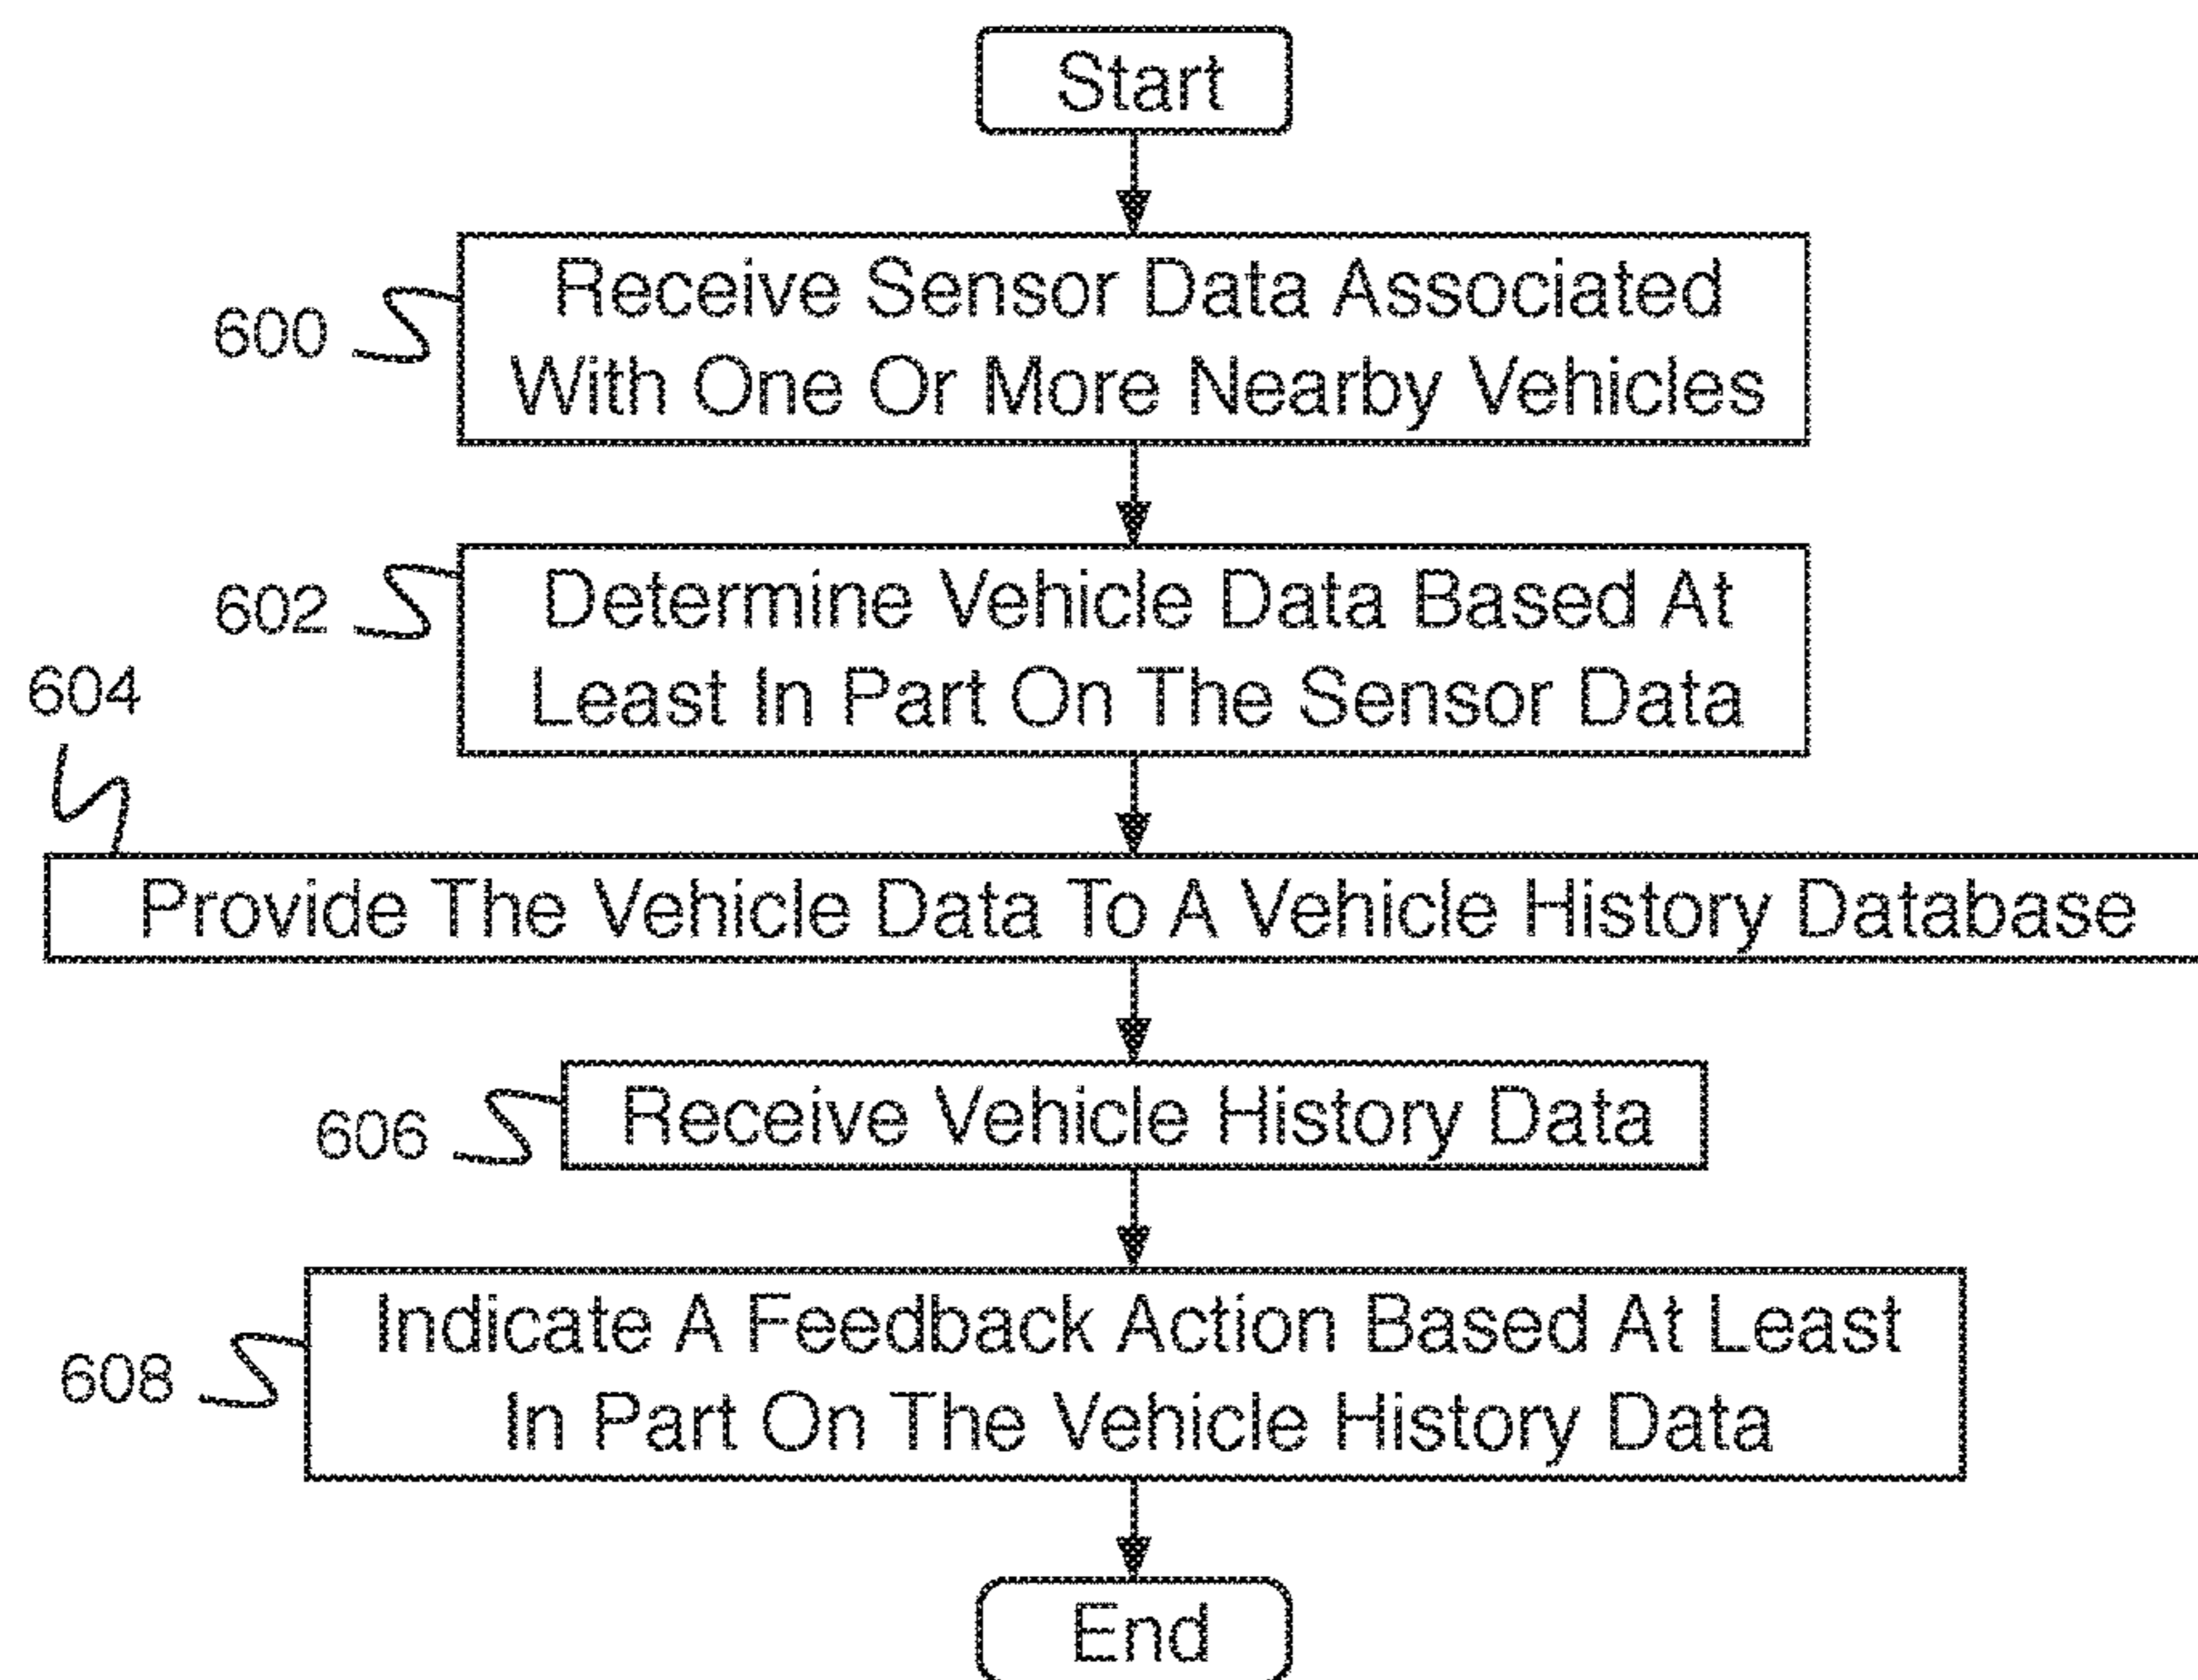 Start
600
Receive Sensor Data Associated
With One Or More Nearby Vehicles
602
Determine Vehicle Data Based At
Least In Part On The Sensor Data
604
Provide The Vehicle Data To A Vehicle History Database
606
Receive Vehicle History Data
608
Indicate A Feedback Action Based At Least
In Part On The Vehicle History Data
End